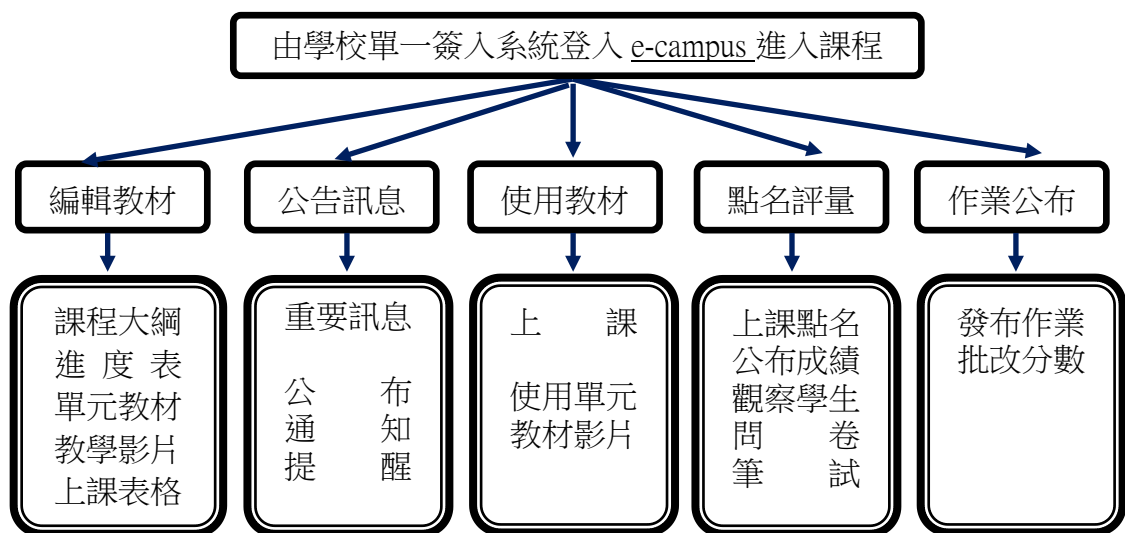 由學校單一簽入系統登入 e-campus 進入課程
編輯教材
公告訊息
使用教材
點名評量
作業公布
課程大綱
進 度 表
單元教材
教學影片
上課表格
重要訊息
公 布
通 知
提 醒
上 課
使用單元
教材影片
上課點名
公布成績
觀察學生
問 卷
筆 試
發布作業
批改分數